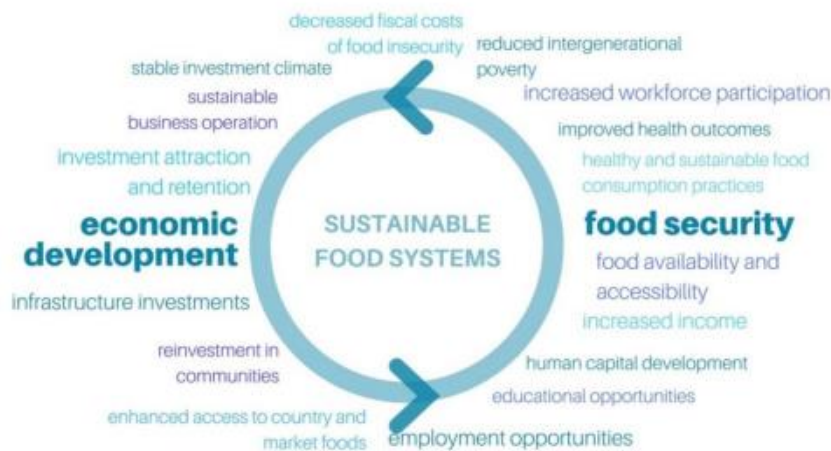 decreased fiscal costs
of food insecurity
reduced intergenerational
poverty
stable investment climate
increased workforce participation
sustainable
business operation
improved health outcomes
investment attraction
and retention
healthy and sustainable food
consumption practices
economic
development
SUSTAINABLE
FOOD SYSTEMS
food security
food availability and
accessibility
infrastructure investments
increased income
reinvestment in
communities
human capital development
educational opportunities
enhanced access to country and
market foods
employment opportunities